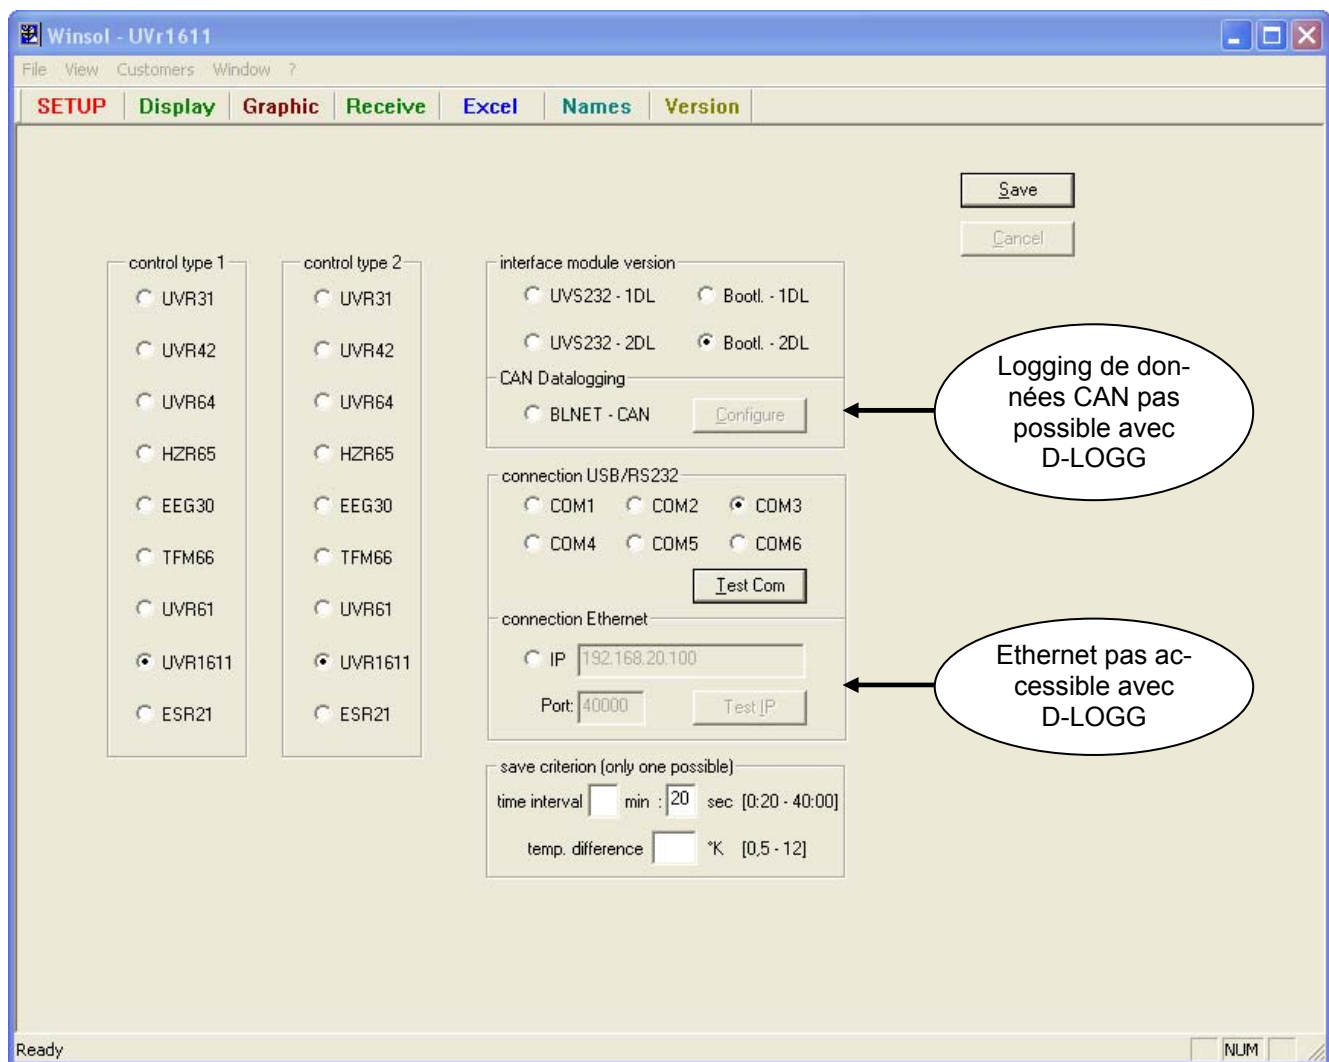 Winsol - UVr1611
File View Customers Window ?
SETUP Display Graphic Receive Excel Names Version
Save
Cancel
control type 1
UVR31
UVR42
UVR64
HZR65
EEG30
TFM66
UVR61
UVR1611
ESR21
control type 2
UVR31
UVR42
UVR64
HZR65
EEG30
TFM66
UVR61
UVR1611
ESR21
interface module version
UVS232 - 1DL Bootl. - 1DL
UVS232 - 2DL Bootl. - 2DL
CAN Datalogging
BLNET - CAN Configure
Logging de don-
nées CAN pas
possible avec
D-LOGG
connection USB/RS232
COM1 COM2 COM3
COM4 COM5 COM6
Test Com
connection Ethernet
IP 192.168.20.100
Port: 40000 Test IP
Ethernet pas ac-
cessible avec
D-LOGG
save criterion (only one possible)
time interval min : 20 sec [0:20 - 40:00]
temp. difference °K [0,5 - 12]
Ready NUM